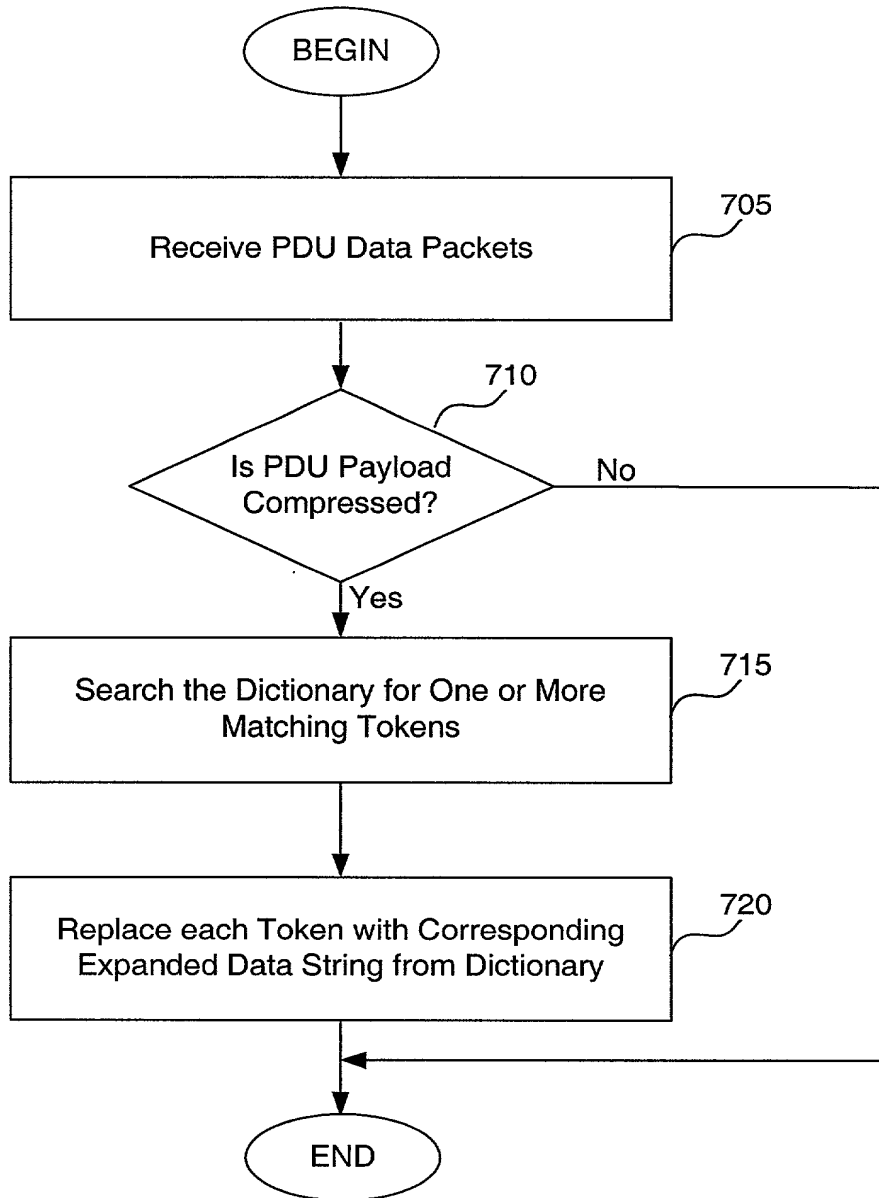 BEGIN
705
Receive PDU Data Packets
710
Is PDU Payload
Compressed?
No
Yes
715
Search the Dictionary for One or More
Matching Tokens
720
Replace each Token with Corresponding
Expanded Data String from Dictionary
END